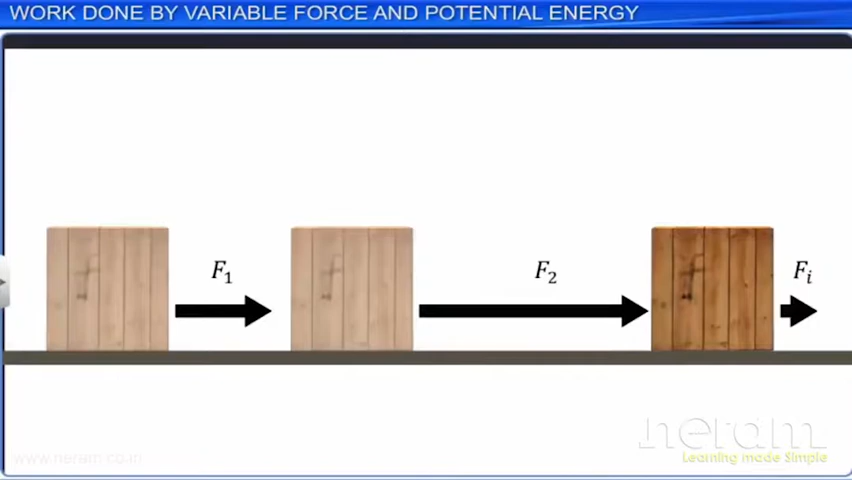 WORK DONE BY VARIABLE FORCE AND POTENTIAL ENERGY
F₁
F₂
Fᵢ
neram
Learning made Simple
www.neram.co.in